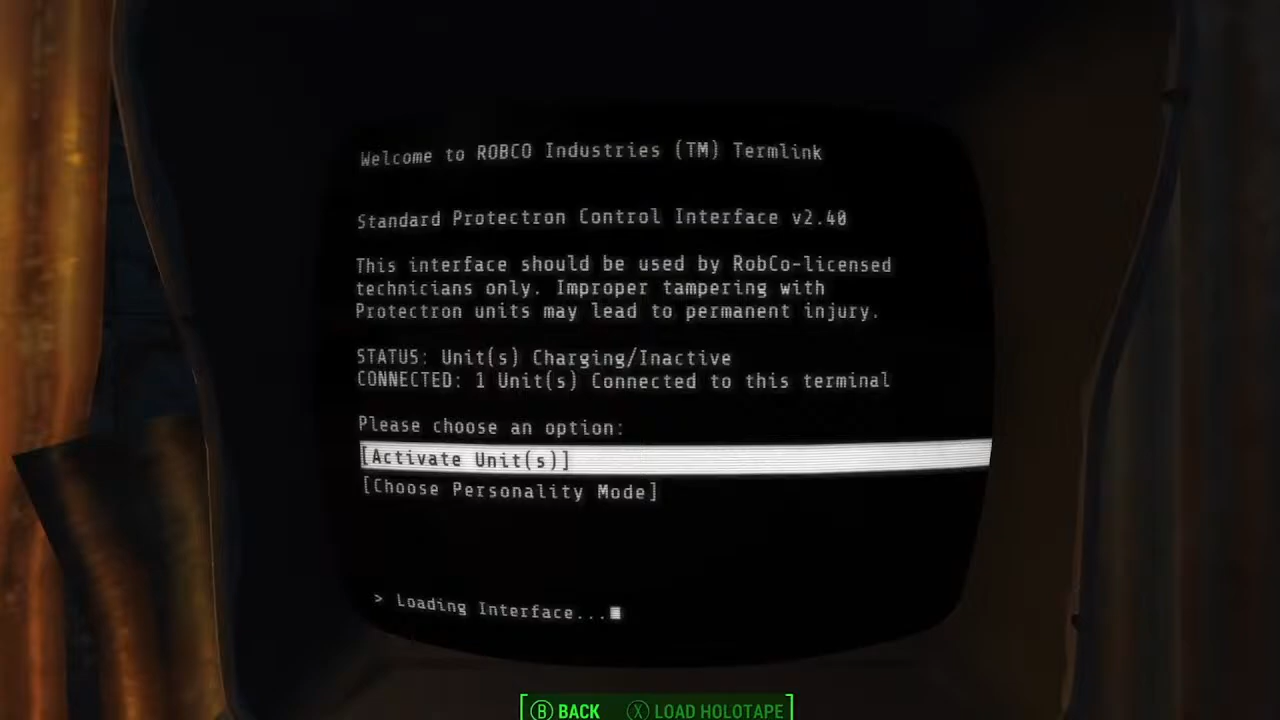 Welcome to ROBCO Industries (TM) Termlink
Standard Protectron Control Interface v2.40
This interface should be used by RobCo-licensed
technicians only. Improper tampering with
Protectron units may lead to permanent injury.
STATUS: Unit(s) Charging/Inactive
CONNECTED: 1 Unit(s) Connected to this terminal
Please choose an option:
[Activate Unit(s)]
[Choose Personality Mode]
> Loading Interface...
B BACK X LOAD HOLOTAPE